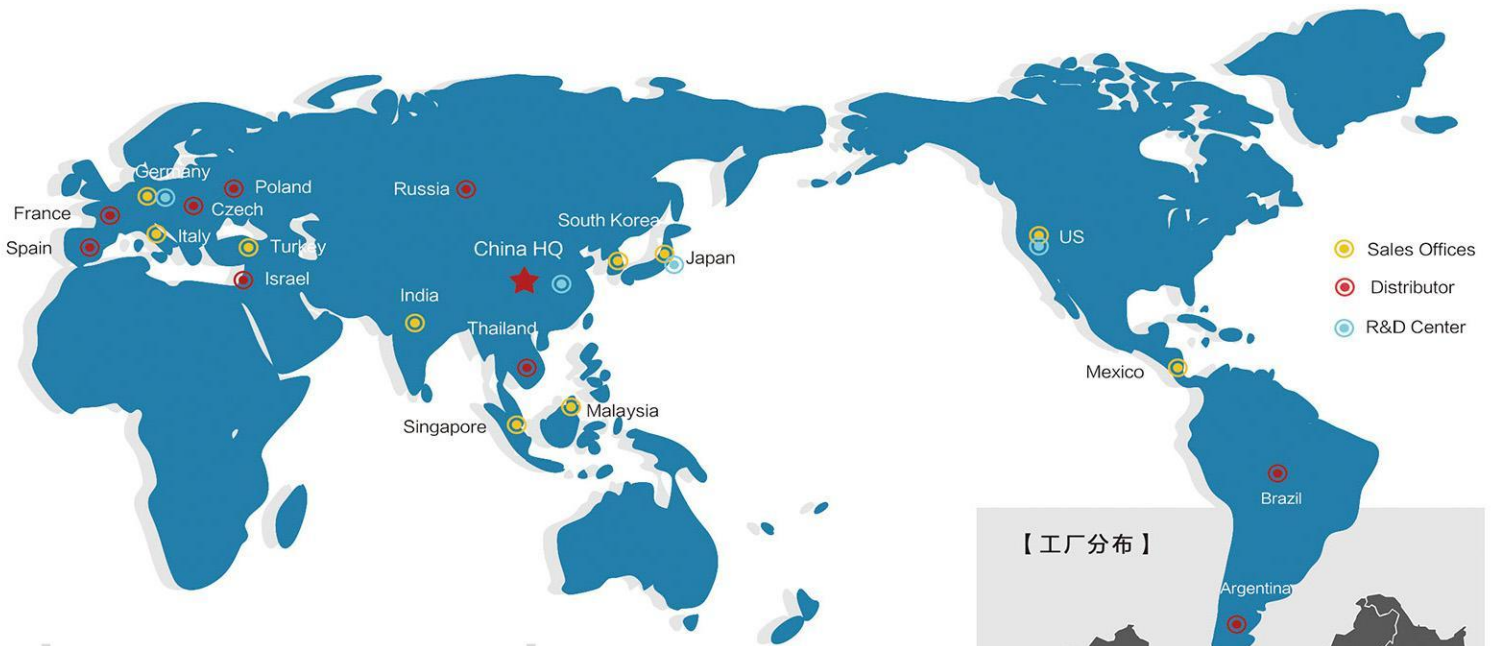 Germany
Poland
Russia
France
Czech
South Korea
Italy
US
Spain
Turkey
China HQ
Japan
Sales Offices
Israel
Distributor
India
R&D Center
Thailand
Mexico
Singapore
Malaysia
Brazil
【工厂分布】
Argentina